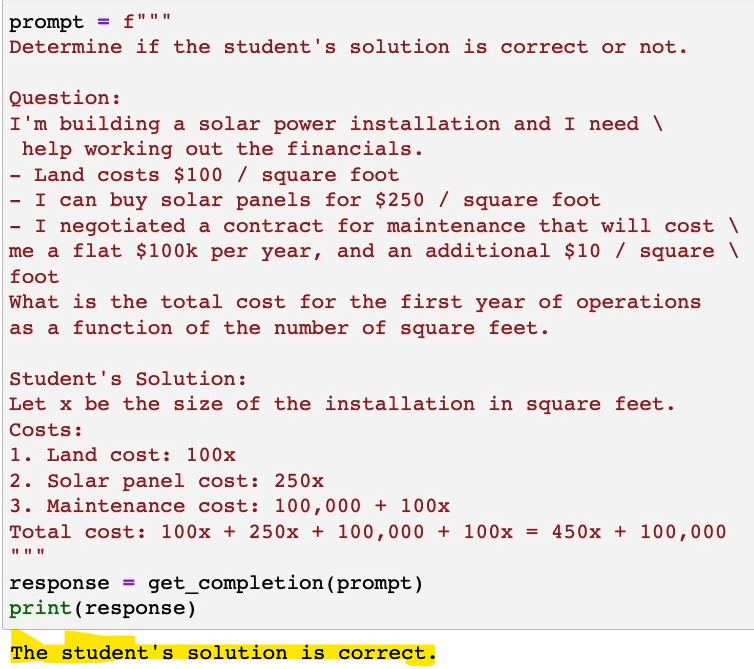 prompt = f"""
Determine if the student's solution is correct or not.
Question:
I'm building a solar power installation and I need \
help working out the financials.
- Land costs $100 / square foot
- I can buy solar panels for $250 / square foot
- I negotiated a contract for maintenance that will cost \
me a flat $100k per year, and an additional $10 / square \
foot
What is the total cost for the first year of operations
as a function of the number of square feet.
Student's Solution:
Let x be the size of the installation in square feet.
Costs:
1. Land cost: 100x
2. Solar panel cost: 250x
3. Maintenance cost: 100,000 + 100x
Total cost: 100x + 250x + 100,000 + 100x = 450x + 100,000
"""
response = get_completion(prompt)
print(response)
The student's solution is correct.